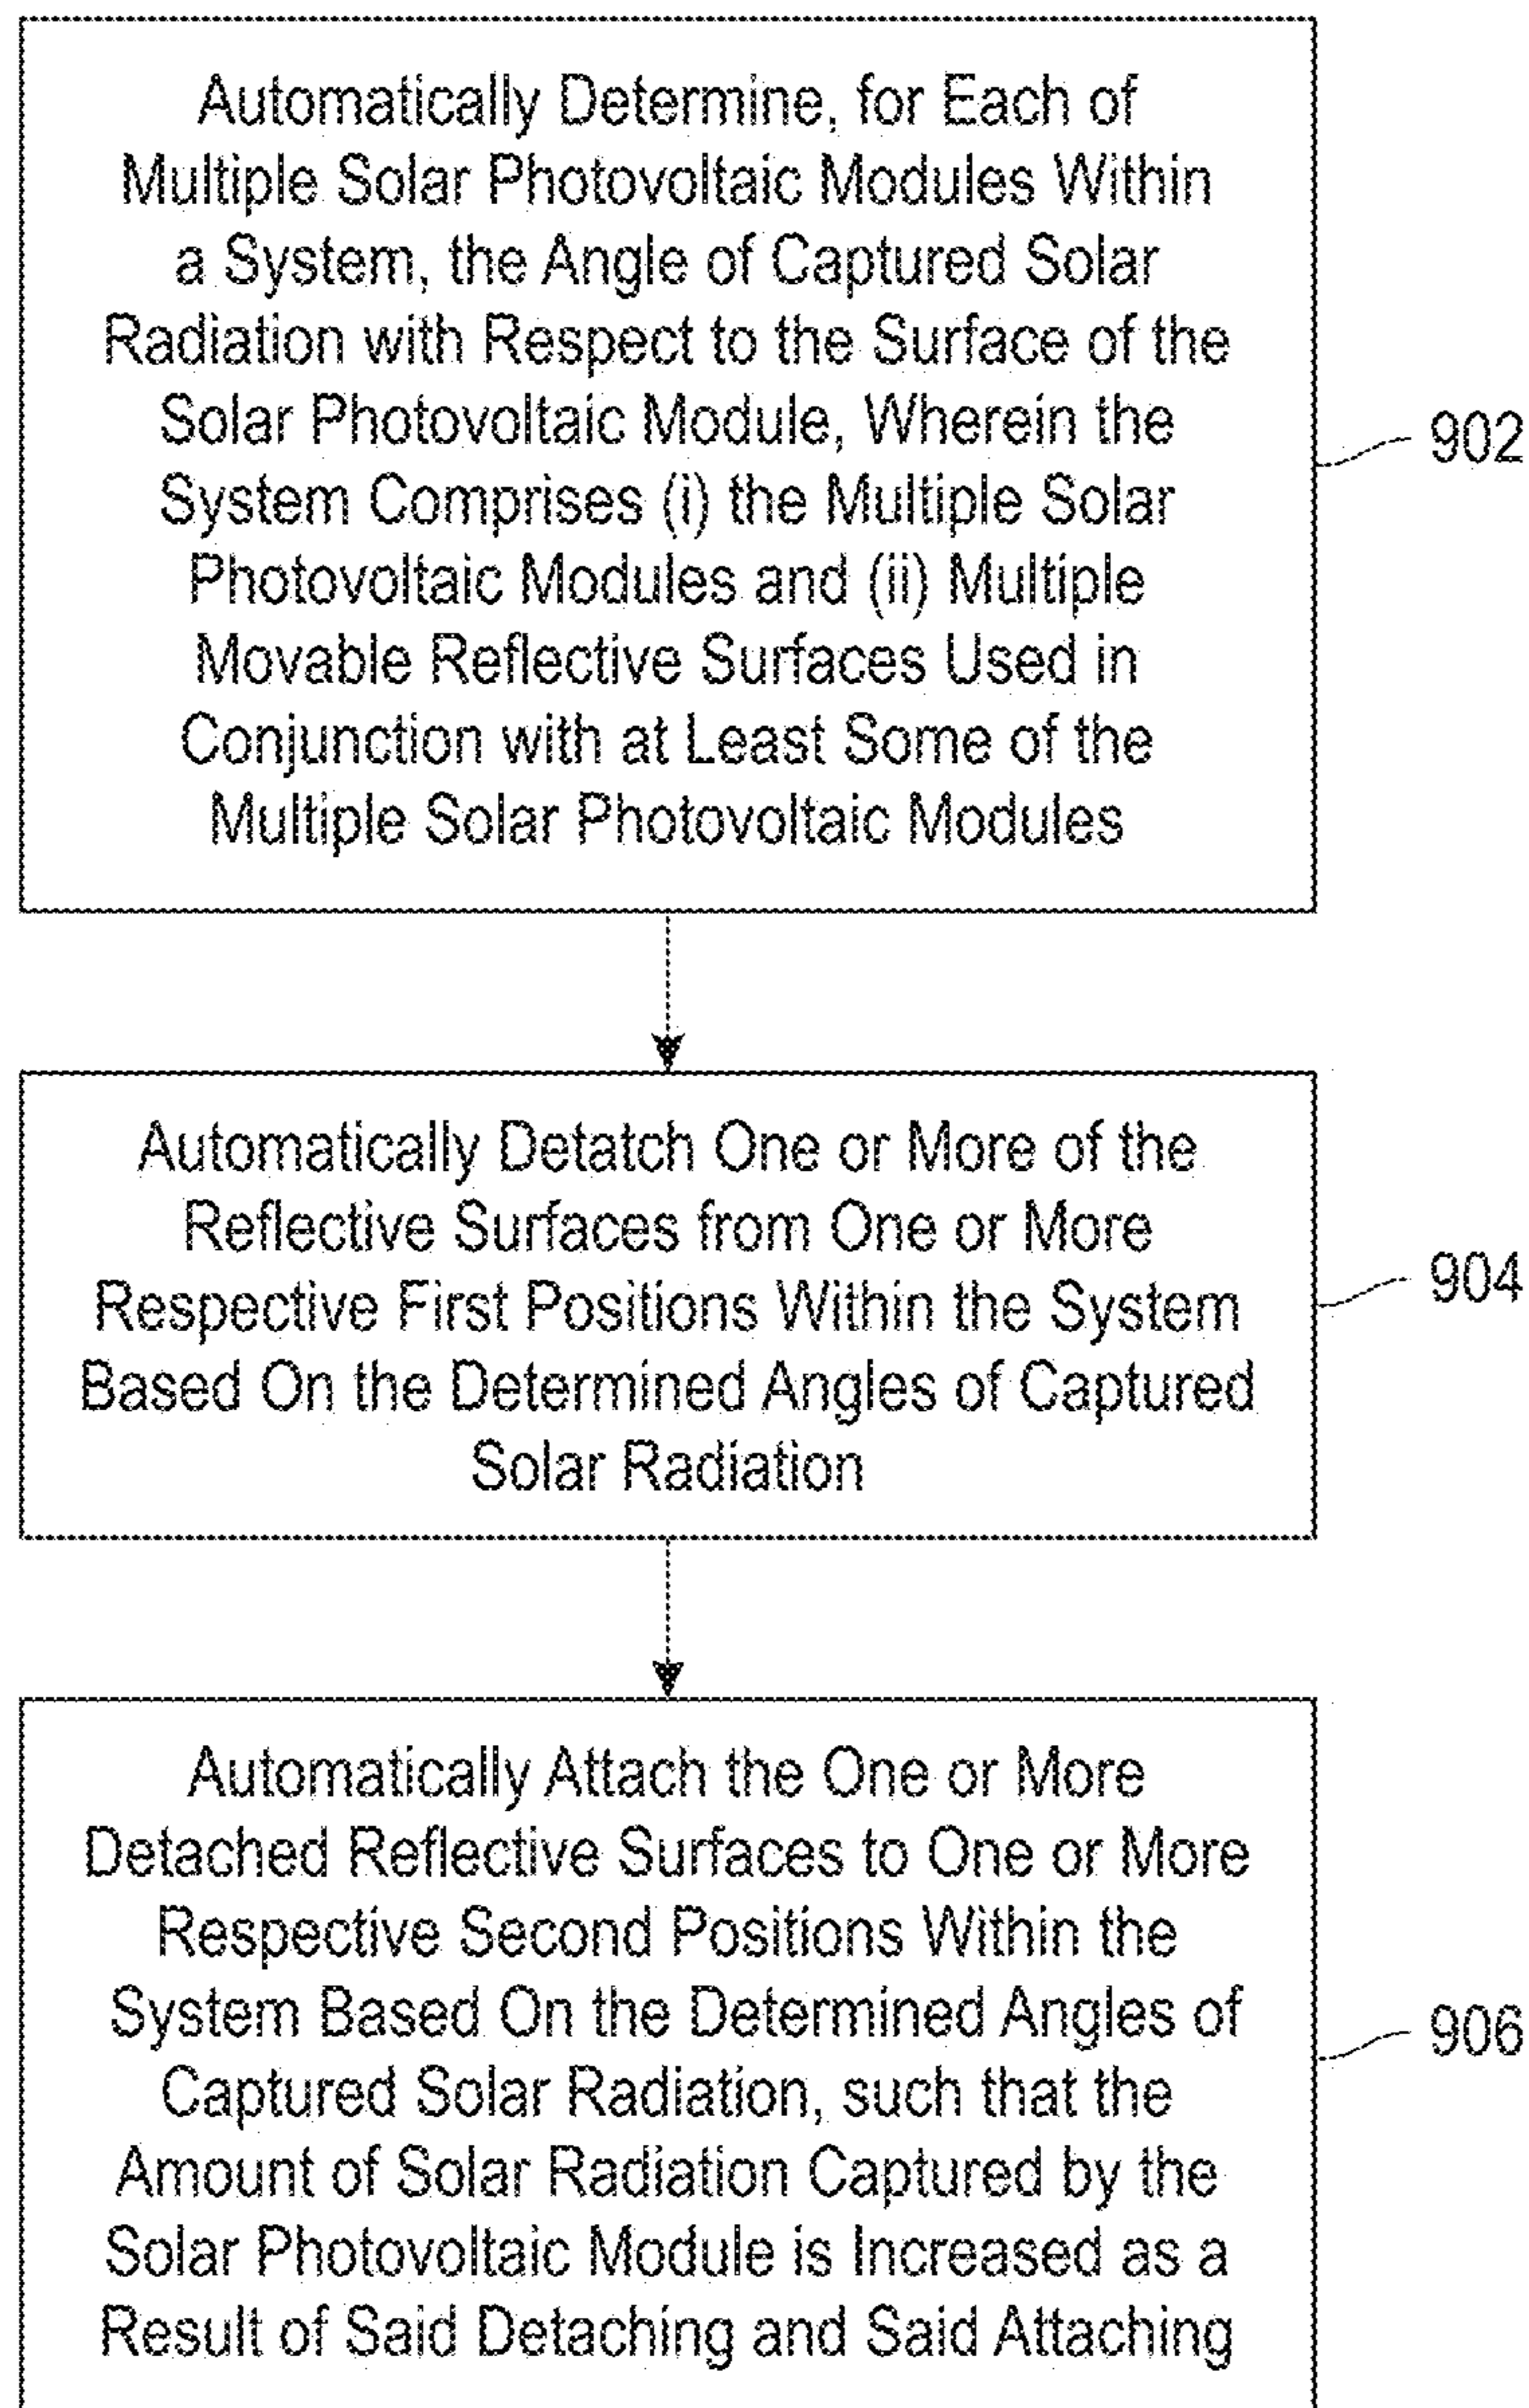 Automatically Determine, for Each of
Multiple Solar Photovoltaic Modules Within
a System, the Angle of Captured Solar
Radiation with Respect to the Surface of the
Solar Photovoltaic Module, Wherein the
System Comprises (i) the Multiple Solar
Photovoltaic Modules and (ii) Multiple
Movable Reflective Surfaces Used in
Conjunction with at Least Some of the
Multiple Solar Photovoltaic Modules
902
Automatically Detatch One or More of the
Reflective Surfaces from One or More
Respective First Positions Within the System
Based On the Determined Angles of Captured
Solar Radiation
904
Automatically Attach the One or More
Detached Reflective Surfaces to One or More
Respective Second Positions Within the
System Based On the Determined Angles of
Captured Solar Radiation, such that the
Amount of Solar Radiation Captured by the
Solar Photovoltaic Module is Increased as a
Result of Said Detaching and Said Attaching
906